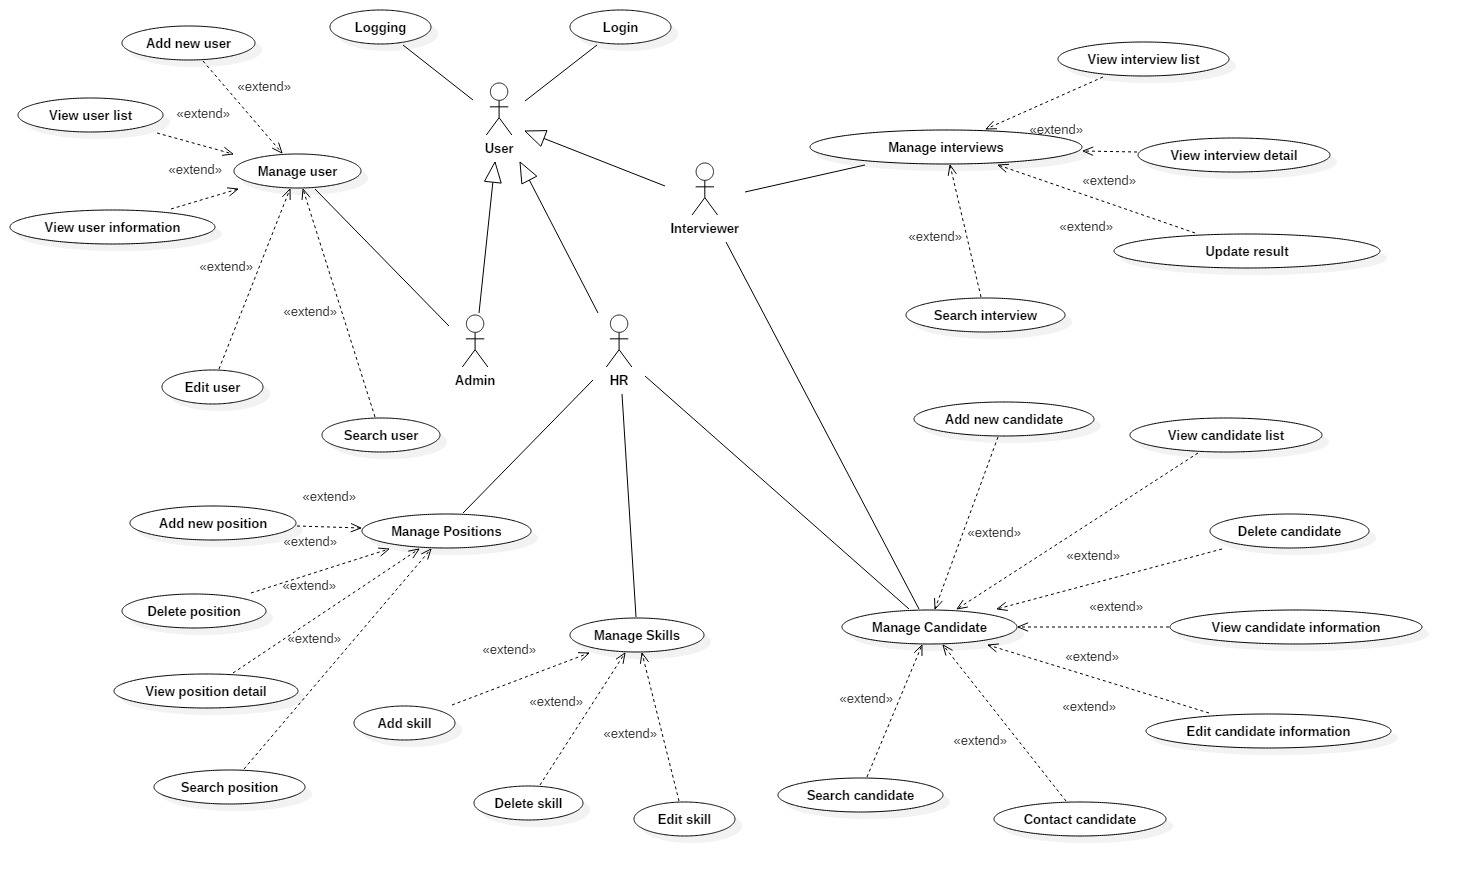 Logging
Login
Add new user
View interview list
«extend»
View user list
«extend»
«extend»
User
Manage interviews
View interview detail
«extend»
Manage user
«extend»
View user information
Interviewer
«extend»
«extend»
Update result
«extend»
«extend»
Search interview
Admin
HR
Edit user
Search user
Add new candidate
View candidate list
«extend»
Add new position
Manage Positions
«extend»
«extend»
Delete candidate
«extend»
«extend»
Delete position
«extend»
«extend»
Manage Skills
Manage Candidate
View candidate information
«extend»
«extend»
View position detail
«extend»
«extend»
«extend»
Add skill
«extend»
«extend»
Edit candidate information
Search position
Delete skill
Edit skill
Search candidate
Contact candidate